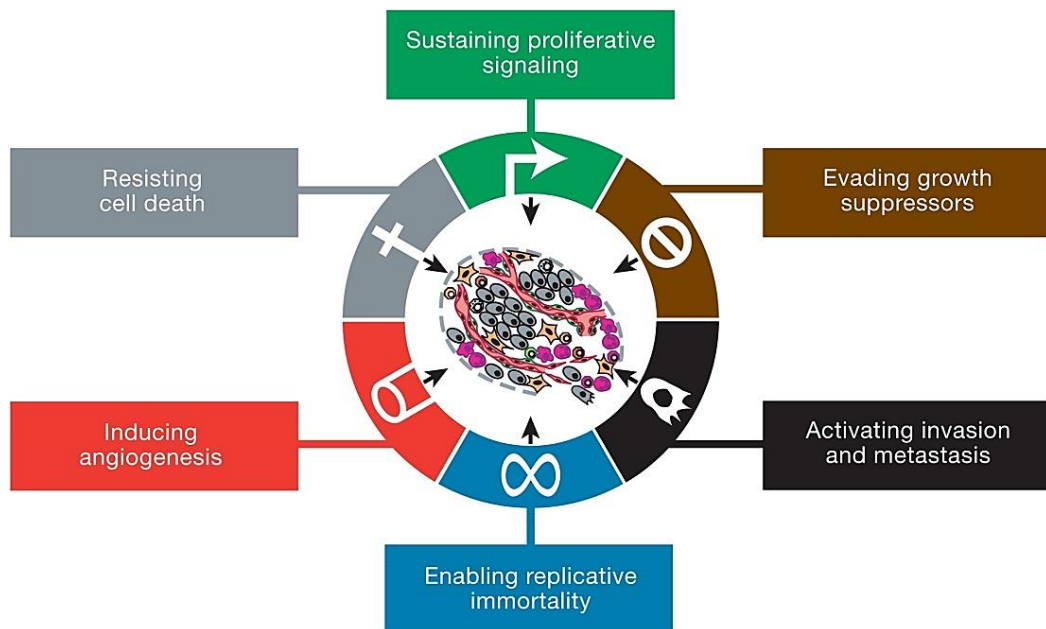 Sustaining proliferative
signaling
Resisting
cell death
Evading growth
suppressors
Inducing
angiogenesis
Activating invasion
and metastasis
Enabling replicative
immortality